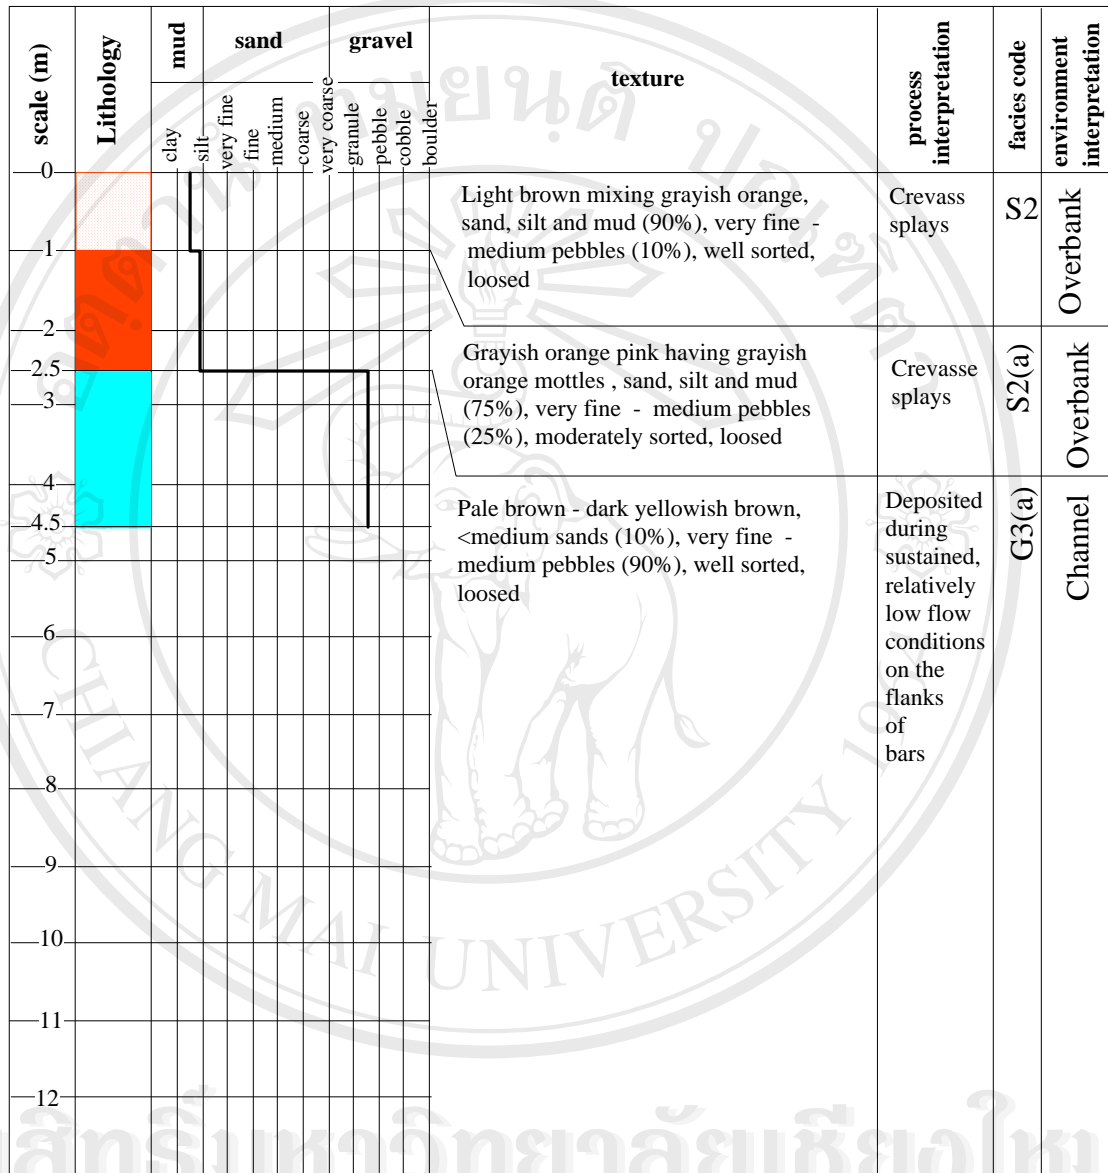 scale (m)
Lithology
mud
sand
gravel
clay
silt
very fine
fine
medium
coarse
very coarse
granule
pebble
cobble
boulder
texture
process
interpretation
facies code
environment
interpretation
0
1
2
2.5
3
4
4.5
5
6
7
8
9
10
11
12
Light brown mixing grayish orange,
sand, silt and mud (90%), very fine -
medium pebbles (10%), well sorted,
loosed
Crevass
splays
S2
Overbank
Grayish orange pink having grayish
orange mottles , sand, silt and mud
(75%), very fine - medium pebbles
(25%), moderately sorted, loosed
Crevasse
splays
S2(a)
Overbank
Pale brown - dark yellowish brown,
<medium sands (10%), very fine -
medium pebbles (90%), well sorted,
loosed
Deposited
during
sustained,
relatively
low flow
conditions
on the
flanks
of
bars
G3(a)
Channel
CHIANG MAI UNIVERSITY